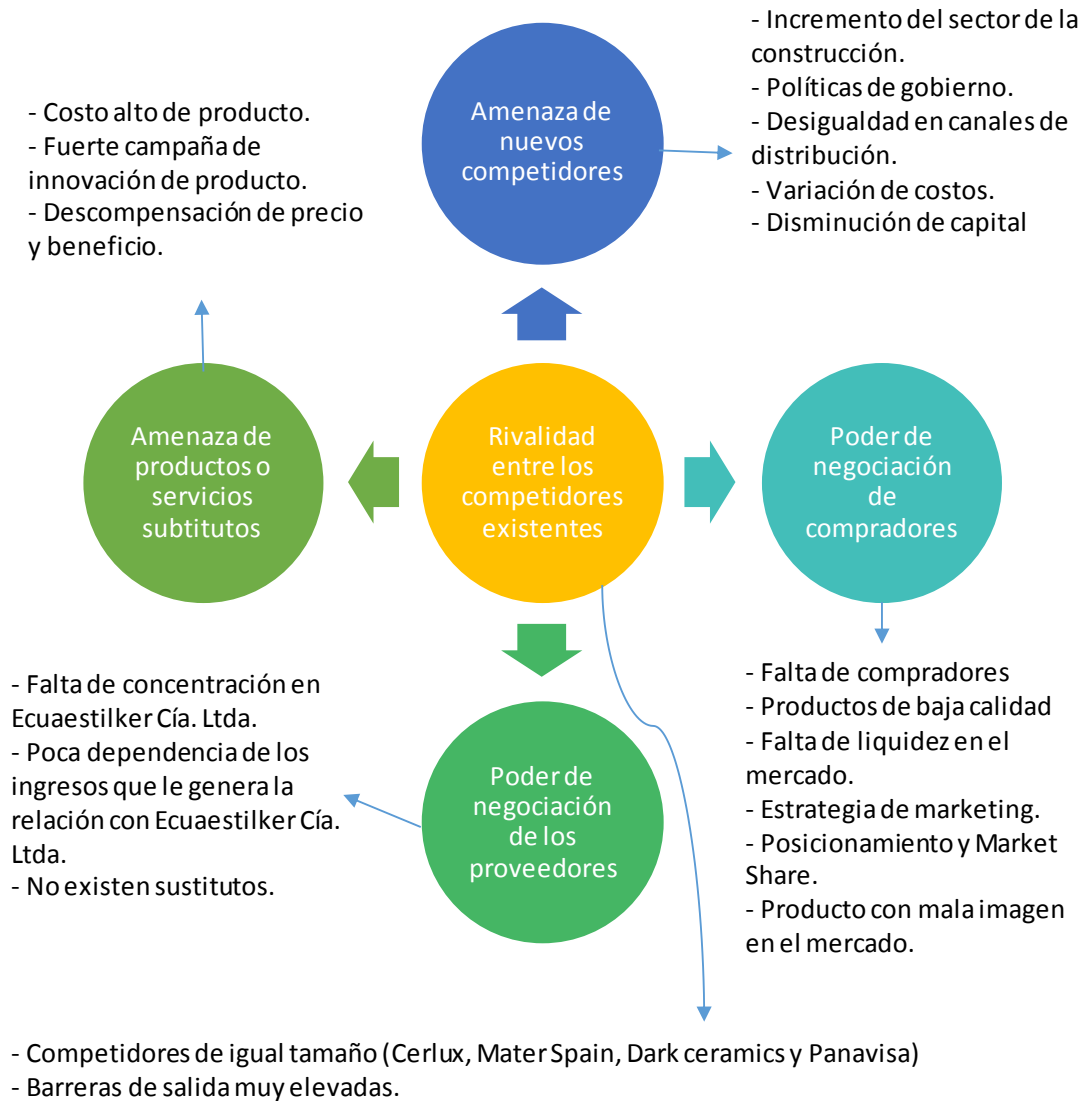 - Incremento del sector de la
construcción.
- Políticas de gobierno.
- Desigualdad en canales de
distribución.
- Variación de costos.
- Disminución de capital
Amenaza de
nuevos
competidores
- Costo alto de producto.
- Fuerte campaña de
innovación de producto.
- Descompensación de precio
y beneficio.
Amenaza de
productos o
servicios
subtitutos
Rivalidad
entre los
competidores
existentes
Poder de
negociación
de
compradores
- Falta de concentración en
Ecuaestilker Cía. Ltda.
- Poca dependencia de los
ingresos que le genera la
relación con Ecuaestilker Cía.
Ltda.
- No existen sustitutos.
Poder de
negociación
de los
proveedores
- Falta de compradores
- Productos de baja calidad
- Falta de liquidez en el
mercado.
- Estrategia de marketing.
- Posicionamiento y Market
Share.
- Producto con mala imagen
en el mercado.
- Competidores de igual tamaño (Cerlux, Mater Spain, Dark ceramics y Panavisa)
- Barreras de salida muy elevadas.